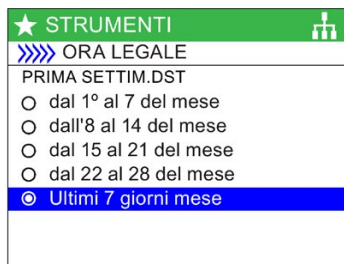 STRUMENTI
ORA LEGALE
PRIMA SETTIM.DST
dal 1º al 7 del mese
dall'8 al 14 del mese
dal 15 al 21 del mese
dal 22 al 28 del mese
Ultimi 7 giorni mese